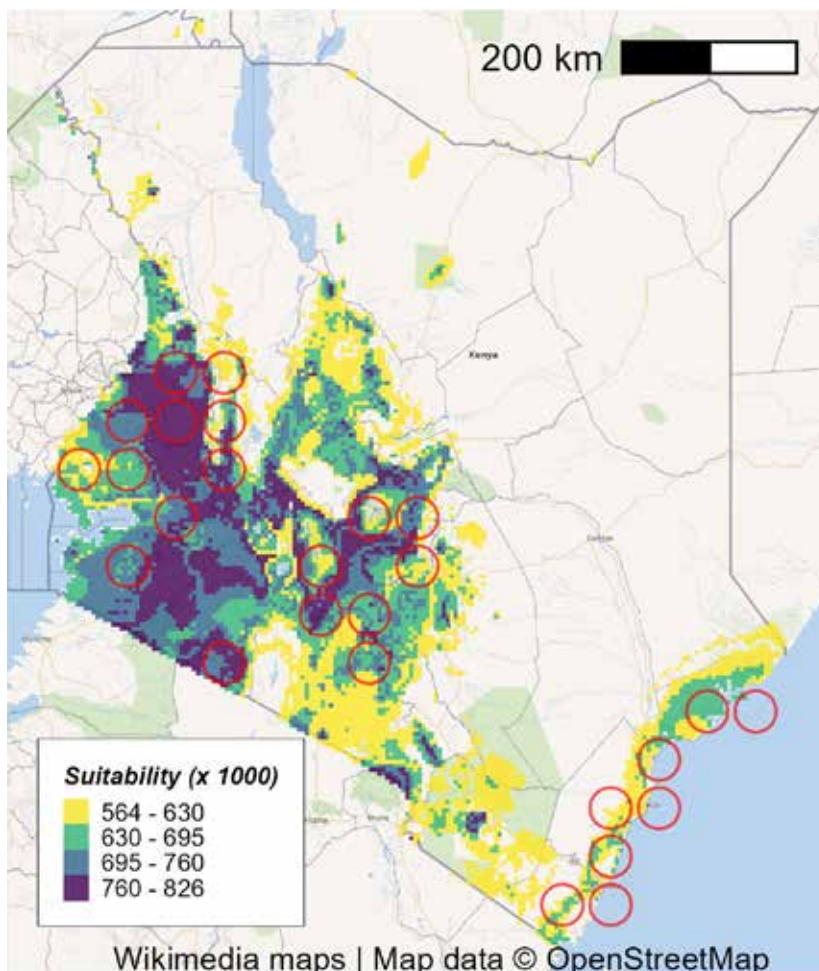 200 km
Kenya
Suitability (x 1000)
564 - 630
630 - 695
695 - 760
760 - 826
Wikimedia maps | Map data © OpenStreetMap